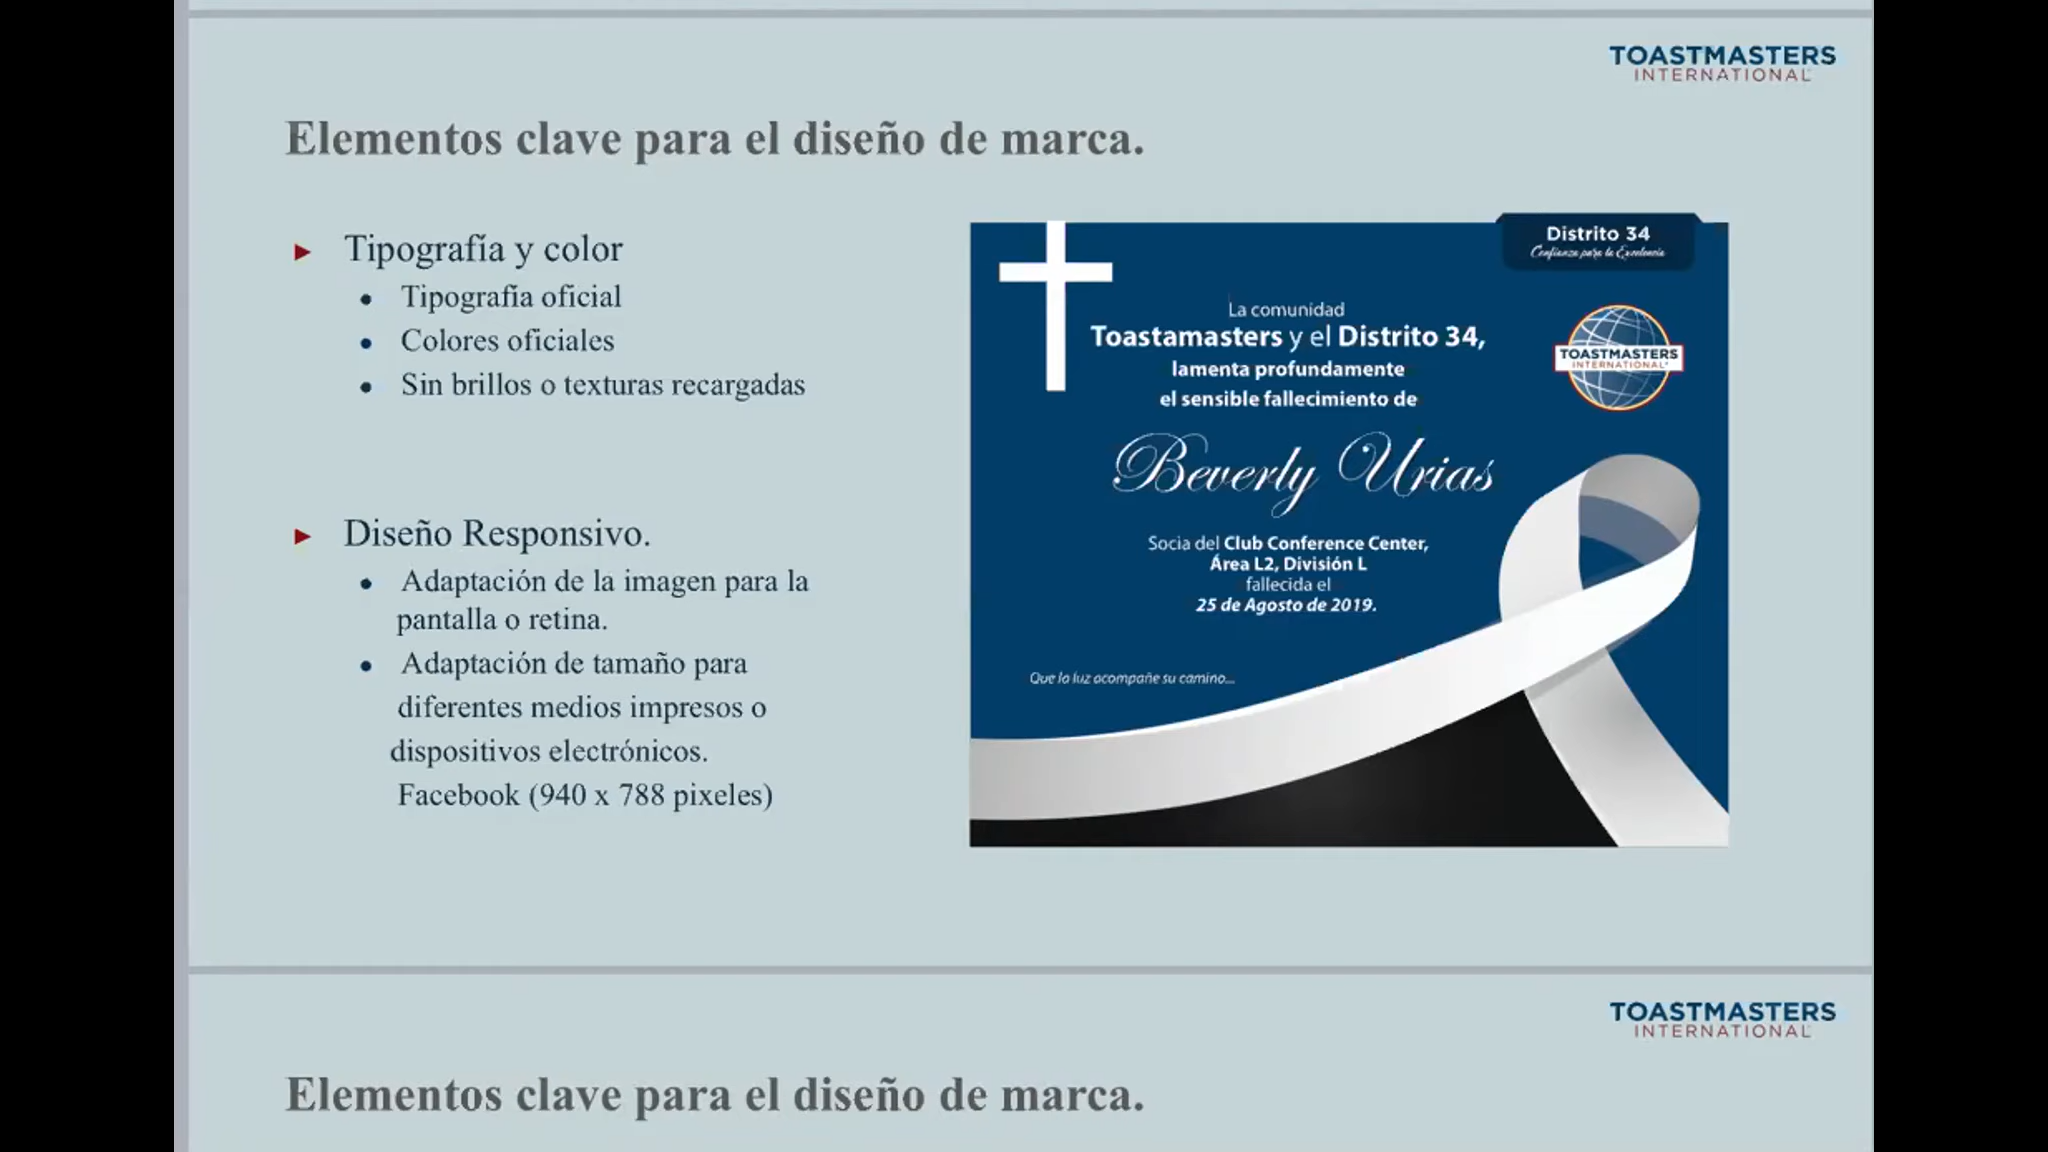 TOASTMASTERS
INTERNATIONAL
Elementos clave para el diseño de marca.
Tipografía y color
Tipografía oficial
Colores oficiales
Sin brillos o texturas recargadas
Diseño Responsivo.
Adaptación de la imagen para la
pantalla o retina.
Adaptación de tamaño para
diferentes medios impresos o
dispositivos electrónicos.
Facebook (940 x 788 pixeles)
Distrito 34
Confianza para la Excelencia
La comunidad
Toastamasters y el Distrito 34,
lamenta profundamente
el sensible fallecimiento de
TOASTMASTERS
INTERNATIONAL
Beverly Urias
Socia del Club Conference Center,
Área L2, División L
fallecida el
25 de Agosto de 2019.
Que la luz acompañe su camino...
TOASTMASTERS
INTERNATIONAL
Elementos clave para el diseño de marca.